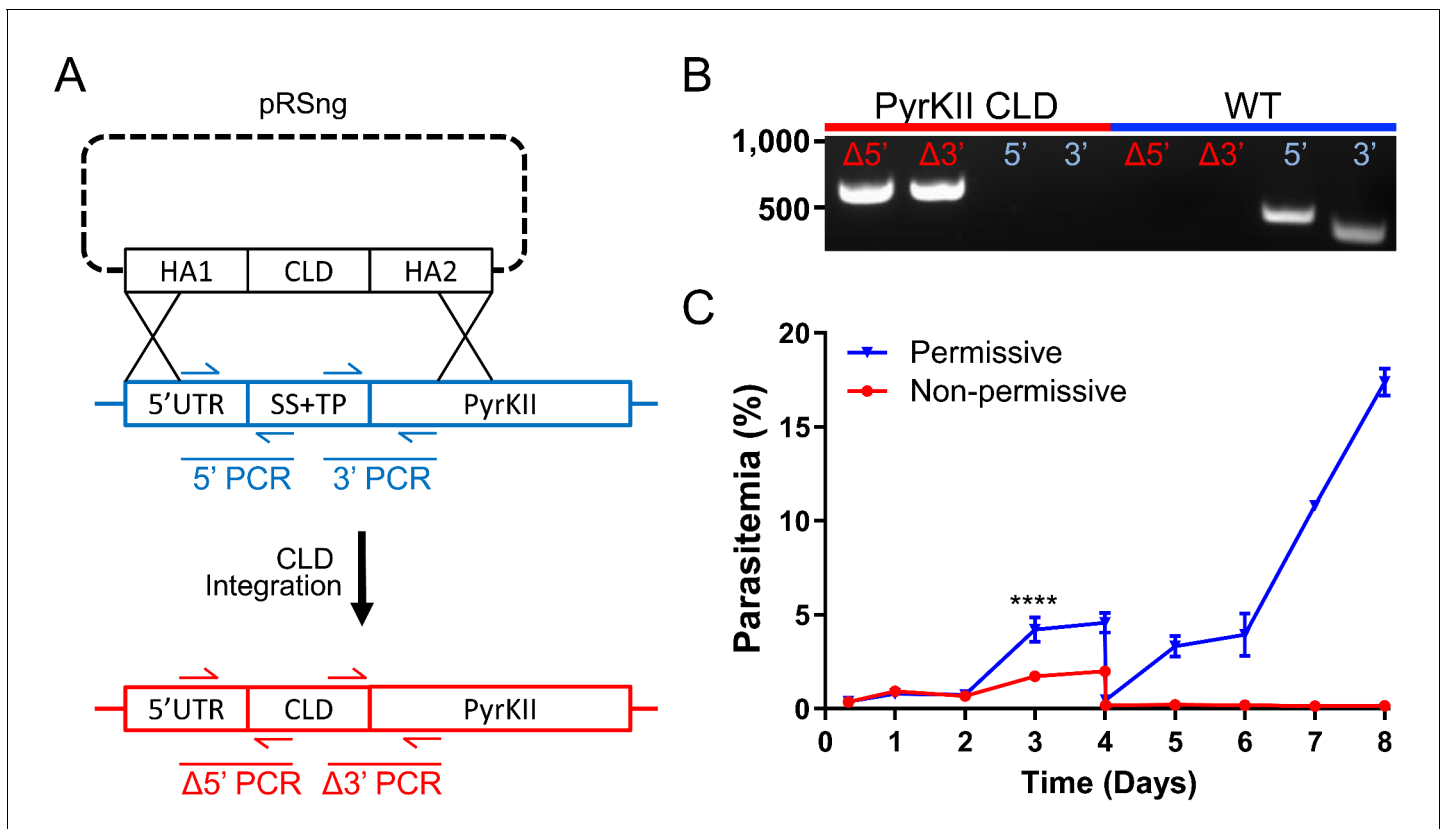 A
pRSng
HA1 CLD HA2
5’UTR SS+TP PyrKII
5’ PCR 3’ PCR
CLD
Integration
5’UTR CLD PyrKII
Δ5’ PCR Δ3’ PCR
B
PyrKII CLD WT
1,000
Δ5’ Δ3’ 5’ 3’ Δ5’ Δ3’ 5’ 3’
500
C
Permissive
Non-permissive
****
Parasitemia (%)
20
15
10
5
0
0 1 2 3 4 5 6 7 8
Time (Days)